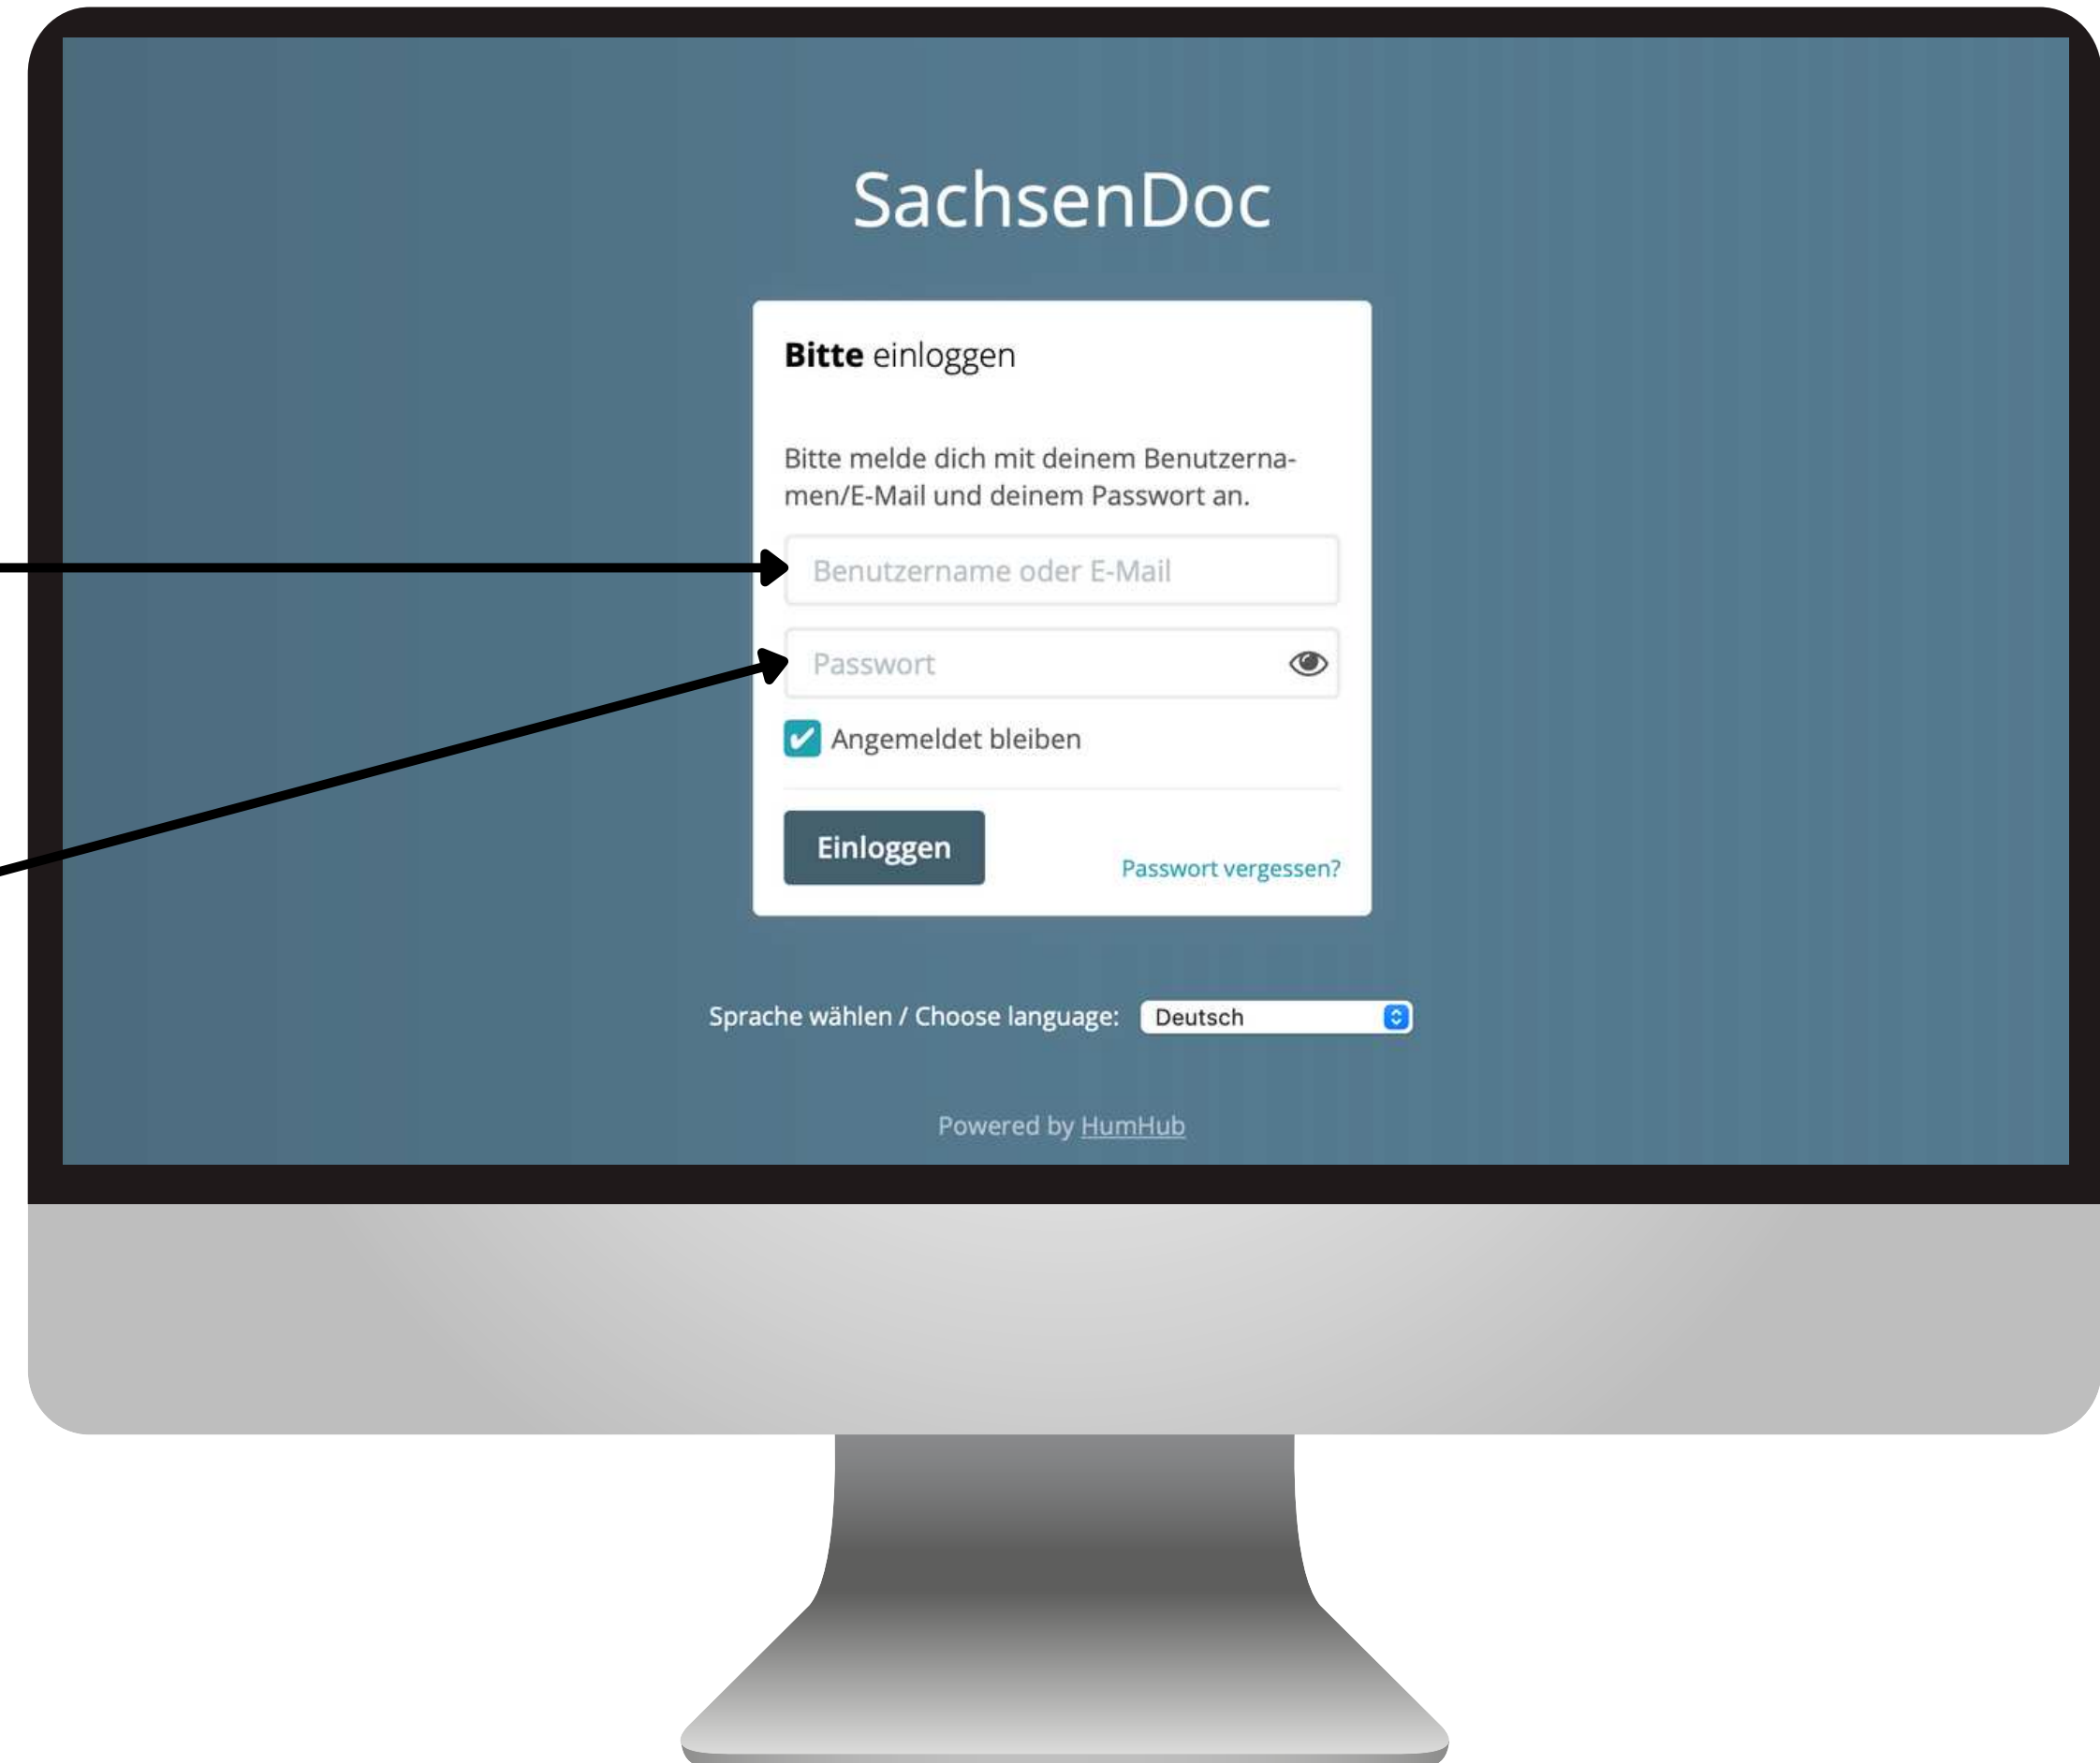 SachsenDoc
Bitte einloggen
Bitte melde dich mit deinem Benutzerna-
men/E-Mail und deinem Passwort an.
Benutzername oder E-Mail
Passwort
Angemeldet bleiben
Einloggen
Passwort vergessen?
Sprache wählen / Choose language: Deutsch
Powered by HumHub